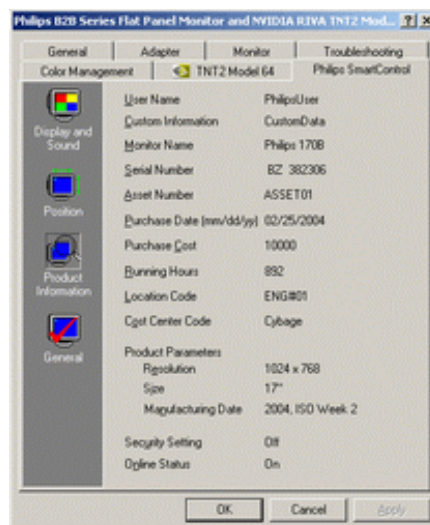 Philips B2B Series Flat Panel Monitor and NVIDIA RIVA TNT2 Mod... ? ×
General Adapter Monitor Troubleshooting
Color Management TNT2 Model 64 Philips SmartControl
Display and
Sound
Position
Product
Information
General
User Name PhilipsUser
Custom Information CustomData
Monitor Name Philips 170B
Serial Number BZ 382306
Asset Number ASSET01
Purchase Date (mm/dd/yy) 02/25/2004
Purchase Cost 10000
Running Hours 892
Location Code ENG#01
Cost Center Code Cybage
Product Parameters
Resolution 1024 x 768
Size 17"
Manufacturing Date 2004, ISO Week 2
Security Setting Off
Online Status On
OK Cancel Apply